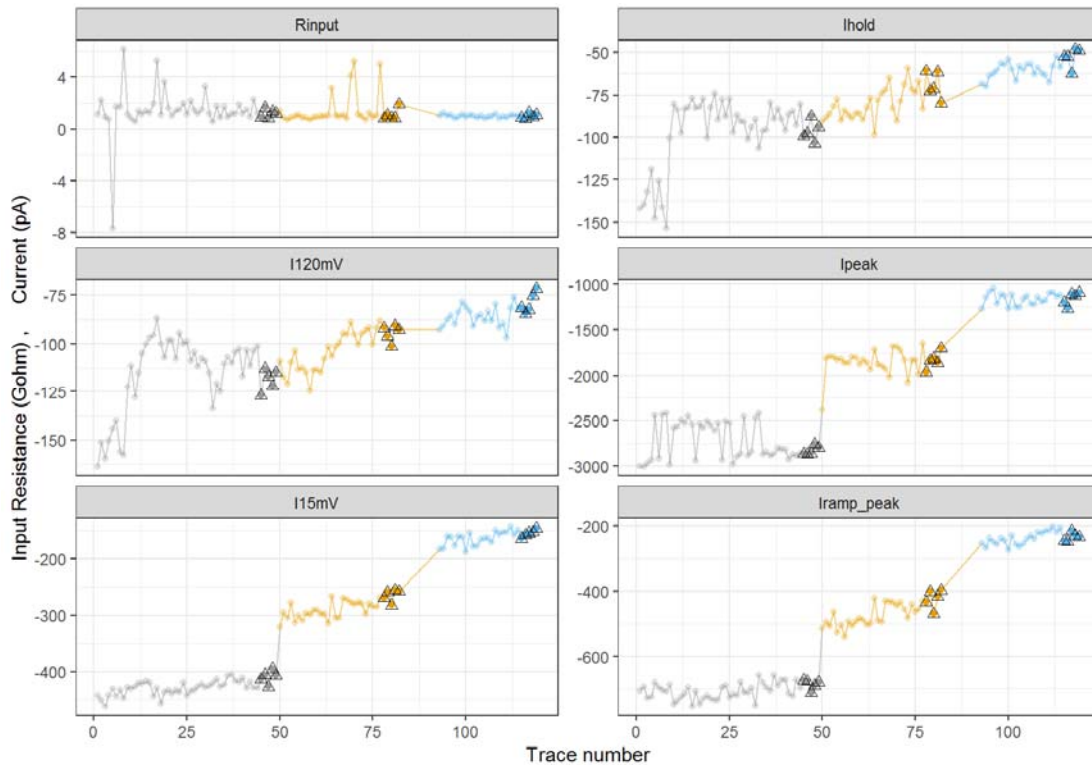 Rinput
Ihold
4
0
-4
-8
-50
-75
-100
-125
-150
I120mV
Ipeak
-75
-100
-125
-150
-1000
-1500
-2000
-2500
-3000
I15mV
Iramp_peak
-200
-300
-400
-200
-400
-600
0 25 50 75 100
0 25 50 75 100
Trace number
Input Resistance (Gohm) , Current (pA)